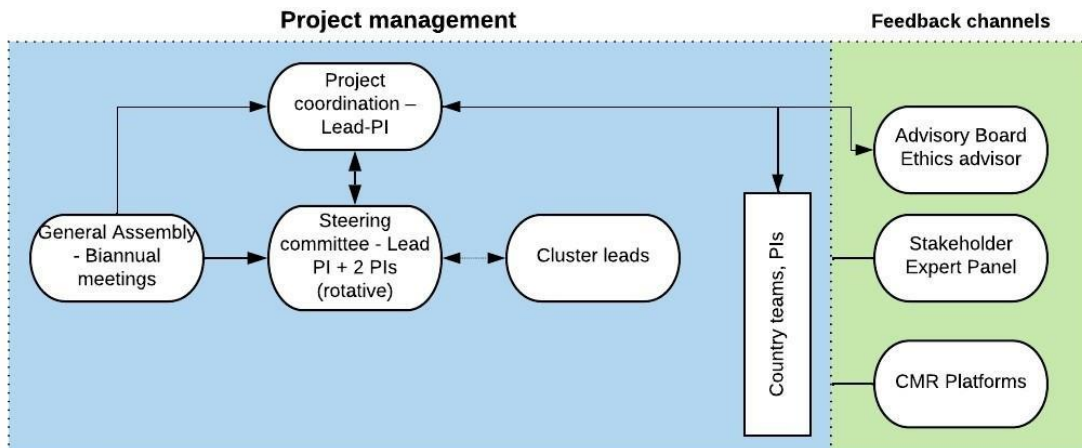 Project management
Feedback channels
Project
coordination –
Lead-PI
Advisory Board
Ethics advisor
General Assembly
- Biannual
meetings
Steering
committee - Lead
PI + 2 PIs
(rotative)
Cluster leads
Country teams, PIs
Stakeholder
Expert Panel
CMR Platforms